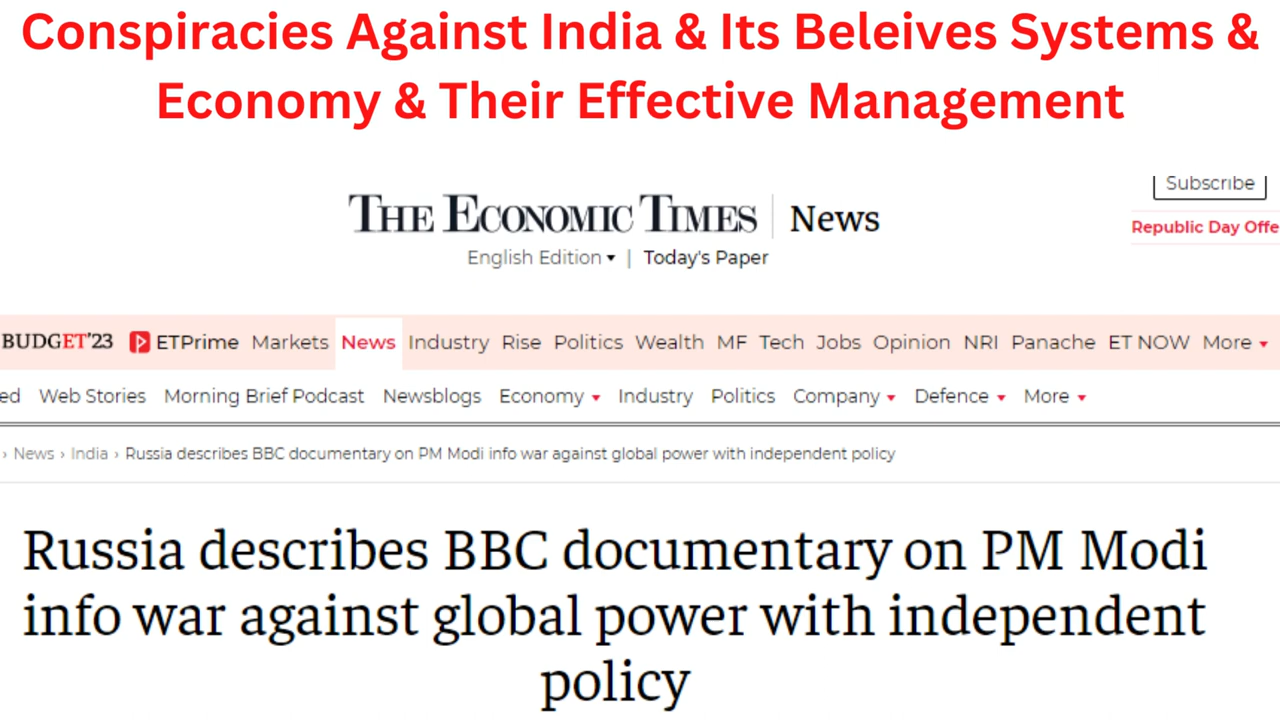 Conspiracies Against India & Its Beleives Systems &
Economy & Their Effective Management
Subscribe
THE ECONOMIC TIMES | News
Republic Day Offe
English Edition ▾ | Today's Paper
BUDGET'23 ETPrime Markets News Industry Rise Politics Wealth MF Tech Jobs Opinion NRI Panache ET NOW More ▾
ed Web Stories Morning Brief Podcast Newsblogs Economy ▾ Industry Politics Company ▾ Defence ▾ More ▾
› News › India › Russia describes BBC documentary on PM Modi info war against global power with independent policy
Russia describes BBC documentary on PM Modi
info war against global power with independent
policy